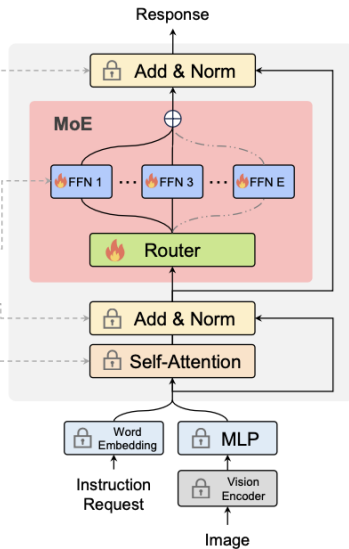 Response
Add & Norm
MoE
FFN 1 ... FFN 3 ... FFN E
Router
Add & Norm
Self-Attention
Word
Embedding
MLP
Instruction
Request
Vision
Encoder
Image